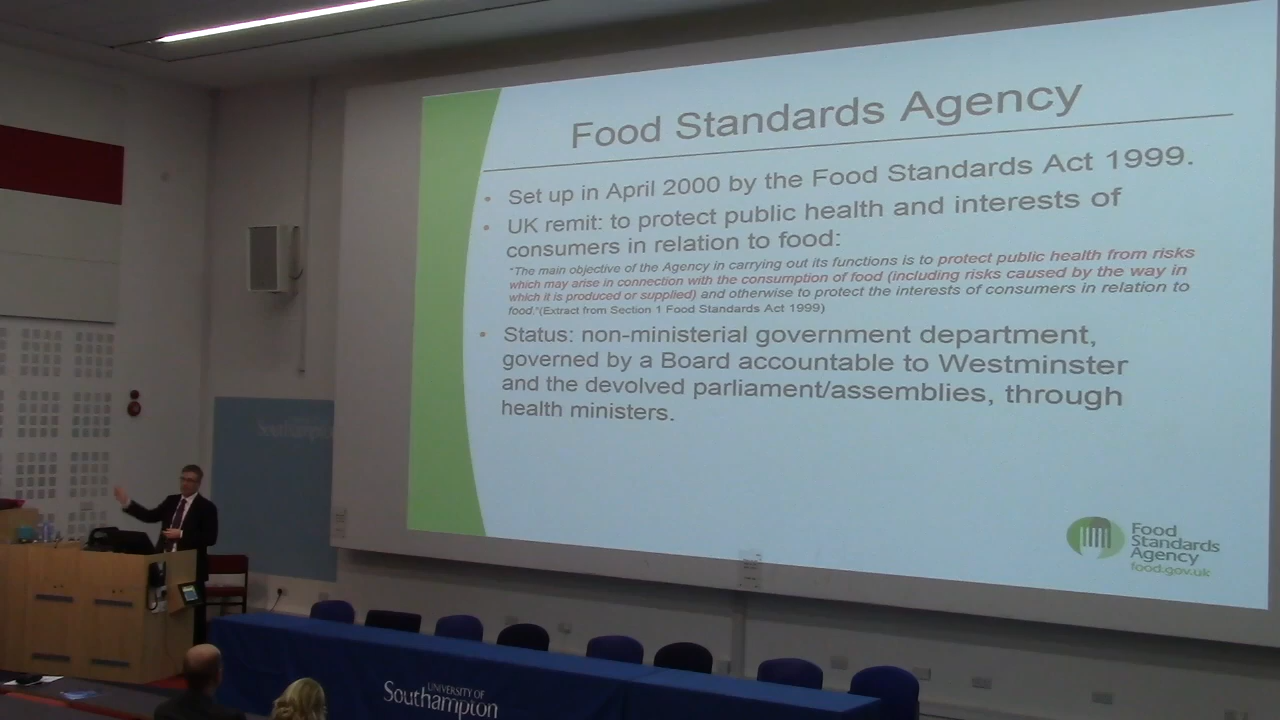 Food Standards Agency
• Set up in April 2000 by the Food Standards Act 1999.
• UK remit: to protect public health and interests of
consumers in relation to food:
"The main objective of the Agency in carrying out its functions is to protect public health from risks
which may arise in connection with the consumption of food (including risks caused by the way in
which it is produced or supplied) and otherwise to protect the interests of consumers in relation to
food."(Extract from Section 1 Food Standards Act 1999)
• Status: non-ministerial government department,
governed by a Board accountable to Westminster
and the devolved parliament/assemblies, through
health ministers.
Southampton
Food
Standards
Agency
food.gov.uk
UNIVERSITY OF
Southampton